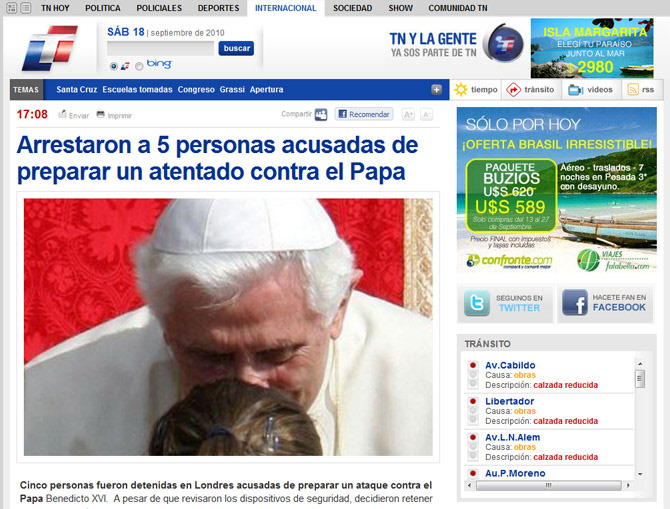 TN HOY POLITICA POLICIALES DEPORTES INTERNACIONAL SOCIEDAD SHOW COMUNIDAD TN
SÁB 18 | septiembre de 2010
buscar
bing
TN Y LA GENTE
YA SOS PARTE DE TN
ISLA MARGARITA
ELEGÍ TU PARAÍSO
JUNTO AL MAR
$ 2980
TEMAS Santa Cruz Escuelas tomadas Congreso Grassi Apertura
tiempo tránsito videos rss
17:08 Enviar Imprimir Compartir Recomendar A+ A-
Arrestaron a 5 personas acusadas de
preparar un atentado contra el Papa
Cinco personas fueron detenidas en Londres acusadas de preparar un ataque contra el
Papa Benedicto XVI. A pesar de que revisaron los dispositivos de seguridad, decidieron retener
SÓLO POR HOY
¡OFERTA BRASIL IRRESISTIBLE!
PAQUETE
BUZIOS
U$S 620
U$S 589
Sólo compras del 13 al 27
de Septiembre.
Aéreo - traslados - 7
noches en Posada 3*
con desayuno.
Precio FINAL con impuestos
y tasas incluidas
confronte.com
compará y comprá mejor
VIAJES
falabella.com
SEGUINOS EN
TWITTER
HACETE FAN EN
FACEBOOK
TRÁNSITO
Av.Cabildo
Causa: obras
Descripción: calzada reducida
Libertador
Causa: obras
Descripción: calzada reducida
Av.L.N.Alem
Causa: obras
Descripción: calzada reducida
Au.P.Moreno